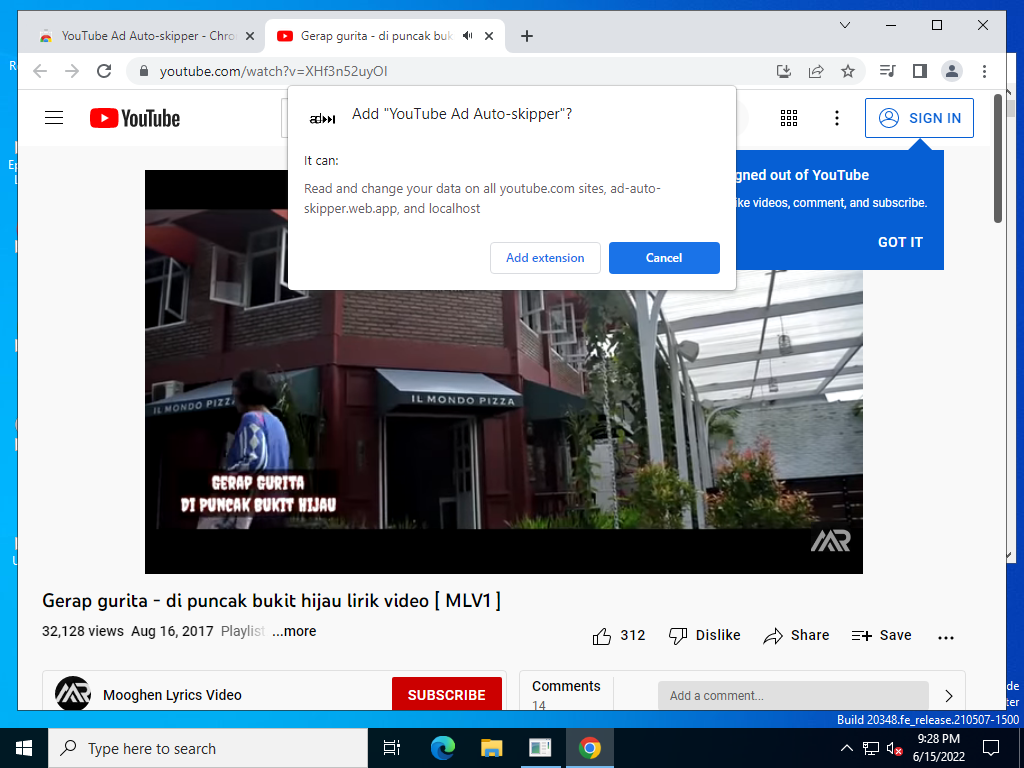 YouTube Ad Auto-skipper - Chro
Gerap gurita - di puncak buk
youtube.com/watch?v=XHf3n52uyOI
YouTube
SIGN IN
ad
Add "YouTube Ad Auto-skipper"?
It can:
Read and change your data on all youtube.com sites, ad-auto-
skipper.web.app, and localhost
Add extension
Cancel
gned out of YouTube
ike videos, comment, and subscribe.
GOT IT
IL MONDO PIZZA
IL MONDO PIZZA
GERAP GURITA
DI PUNCAK BUKIT HIJAU
MR
Gerap gurita - di puncak bukit hijau lirik video [ MLV1 ]
32,128 views Aug 16, 2017 Playlist ...more
312
Dislike
Share
Save
MR
Mooghen Lyrics Video
SUBSCRIBE
Comments
14
Add a comment...
Build 20348.fe_release.210507-1500
Type here to search
9:28 PM
6/15/2022